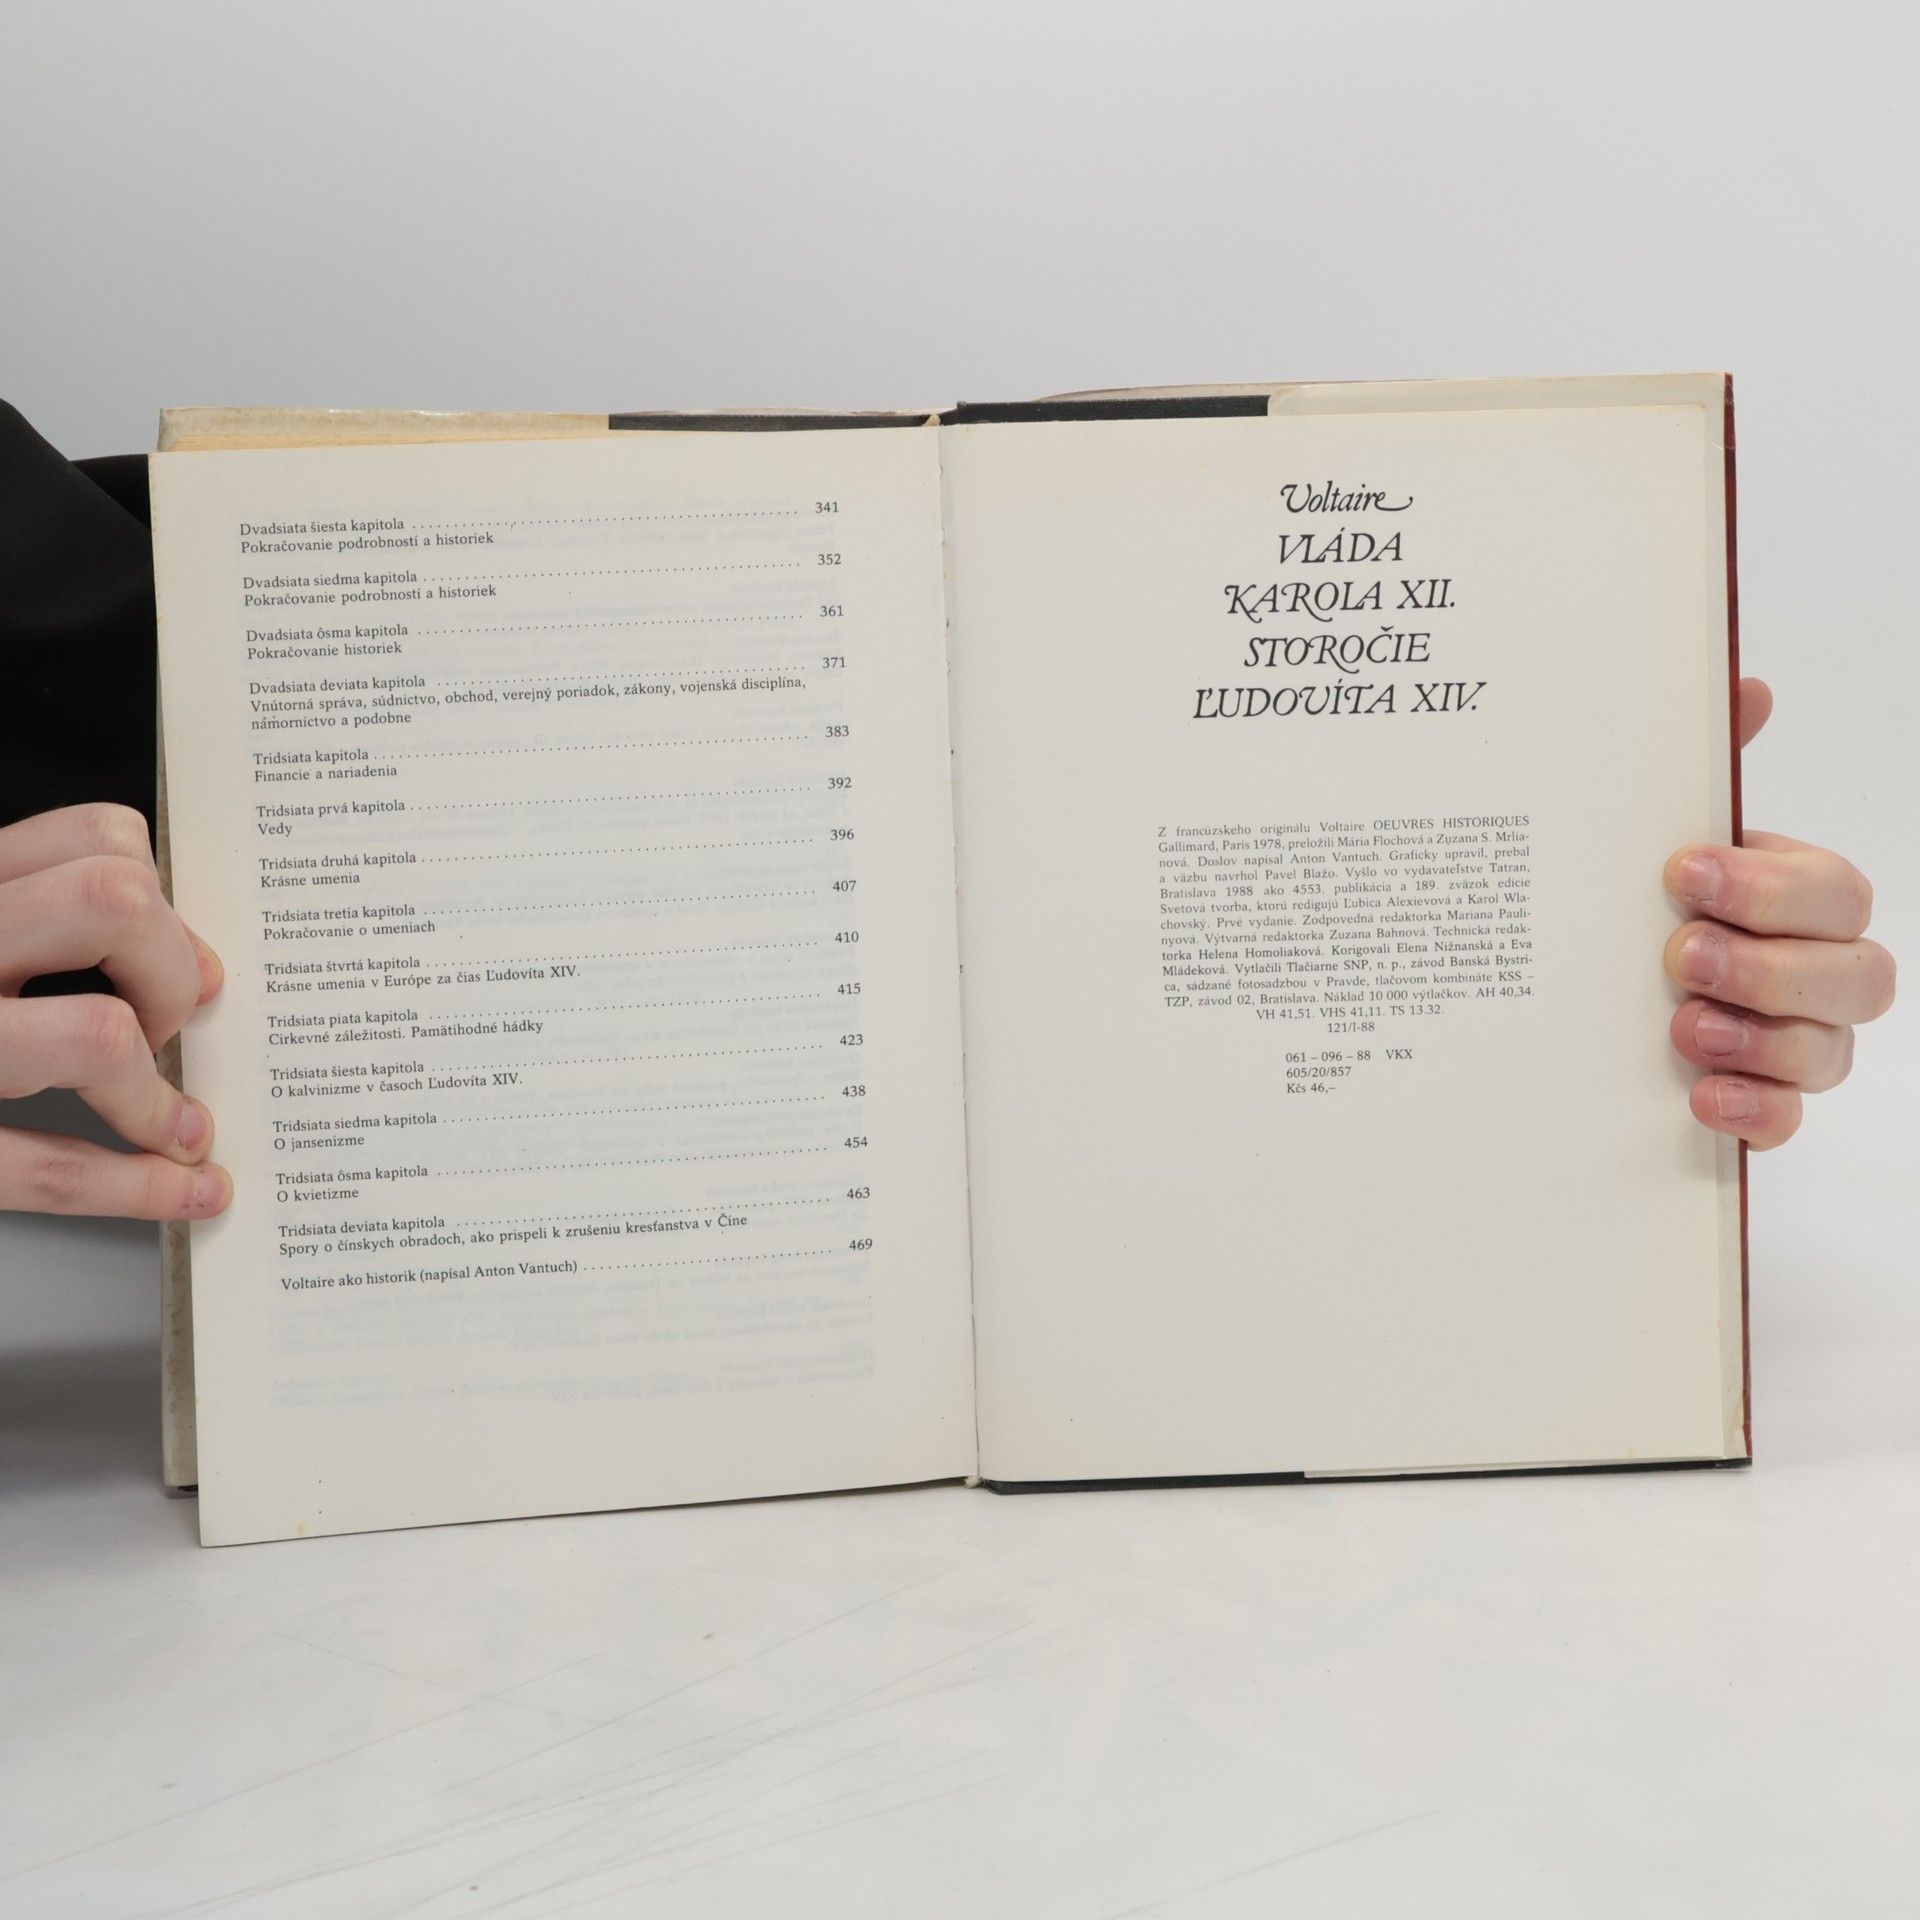 Dvadsiata šiesta kapitola . . . . . . . . . . . . . . . . . . . . 341
Pokračovanie podrobností a historiek
Dvadsiata siedma kapitola . . . . . . . . . . . . . . . . . . . . 352
Pokračovanie podrobností a historiek
Dvadsiata ôsma kapitola . . . . . . . . . . . . . . . . . . . . 361
Pokračovanie historiek
Dvadsiata deviata kapitola . . . . . . . . . . . . . . . . . . . . 371
Vnútorná správa, súdnictvo, obchod, verejný poriadok, zákony, vojenská disciplína,
námorníctvo a podobne
Tridsiata kapitola . . . . . . . . . . . . . . . . . . . . 383
Financie a nariadenia
Tridsiata prvá kapitola . . . . . . . . . . . . . . . . . . . . 392
Vedy
Tridsiata druhá kapitola . . . . . . . . . . . . . . . . . . . . 396
Krásne umenia
Tridsiata tretia kapitola . . . . . . . . . . . . . . . . . . . . 407
Pokračovanie o umeniach
Tridsiata štvrtá kapitola . . . . . . . . . . . . . . . . . . . . 410
Krásne umenia v Európe za čias Ľudovíta XIV.
Tridsiata piata kapitola . . . . . . . . . . . . . . . . . . . . 415
Cirkevné záležitosti. Pamätihodné hádky
Tridsiata šiesta kapitola . . . . . . . . . . . . . . . . . . . . 423
O kalvinizme v časoch Ľudovíta XIV.
Tridsiata siedma kapitola . . . . . . . . . . . . . . . . . . . . 438
O jansenizme
Tridsiata ôsma kapitola . . . . . . . . . . . . . . . . . . . . 454
O kvietizme
Tridsiata deviata kapitola . . . . . . . . . . . . . . . . . . . . 463
Spory o čínskych obradoch, ako prispeli k zrušeniu kresťanstva v Číne
Voltaire ako historik (napísal Anton Vantuch) . . . . . . . . . . . . . . . . . . . . 469
Voltaire
VLÁDA
KAROLA XII.
STOROČIE
ĽUDOVÍTA XIV.
Z francúzskeho originálu Voltaire OEUVRES HISTORIQUES
Gallimard, Paris 1978, preložili Mária Flochová a Zuzana S. Mrlia-
nová. Doslov napísal Anton Vantuch. Graficky upravil, prebal
a väzbu navrhol Pavel Blažo. Vyšlo vo vydavateľstve Tatran,
Bratislava 1988 ako 4553. publikácia a 189. zväzok edície
Svetová tvorba, ktorú redigujú Ľubica Alexievová a Karol Wla-
chovský. Prvé vydanie. Zodpovedná redaktorka Mariana Pauli-
nyová. Výtvarná redaktorka Zuzana Bahnová. Technická redak-
torka Helena Homoliaková. Korigovali Elena Nižnanská a Eva
Mládeková. Vytlačili Tlačiarne SNP, n. p., závod Banská Bystri-
ca, sádzané fotosadzbou v Pravde, tlačovom kombináte KSS –
TZP, závod 02, Bratislava. Náklad 10 000 výtlačkov. AH 40,34.
VH 41,51. VHS 41,11. TS 13.32.
121/I-88
061 – 096 – 88 VKX
605/20/857
Kčs 46,–